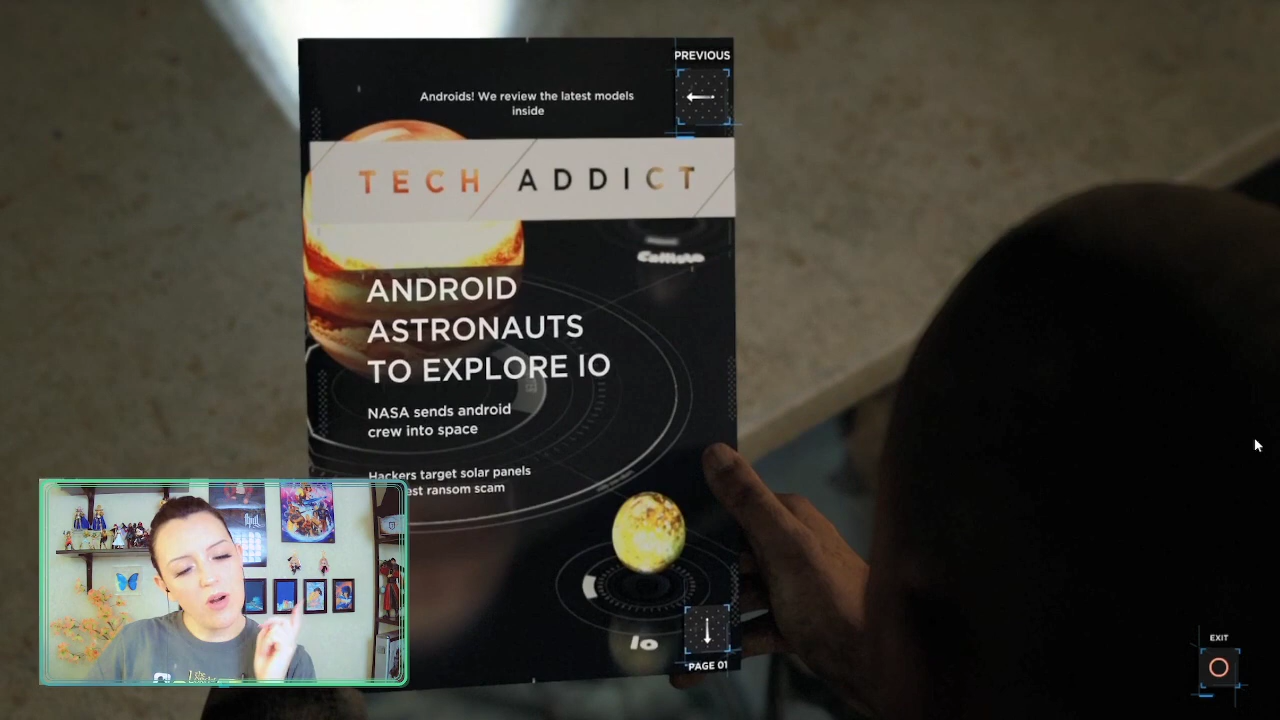 PREVIOUS
Androids! We review the latest models
inside
TECH ADDICT
Callisto
ANDROID
ASTRONAUTS
TO EXPLORE IO
NASA sends android
crew into space
Hackers target solar panels
est ransom scam
Io
PAGE 01
EXIT